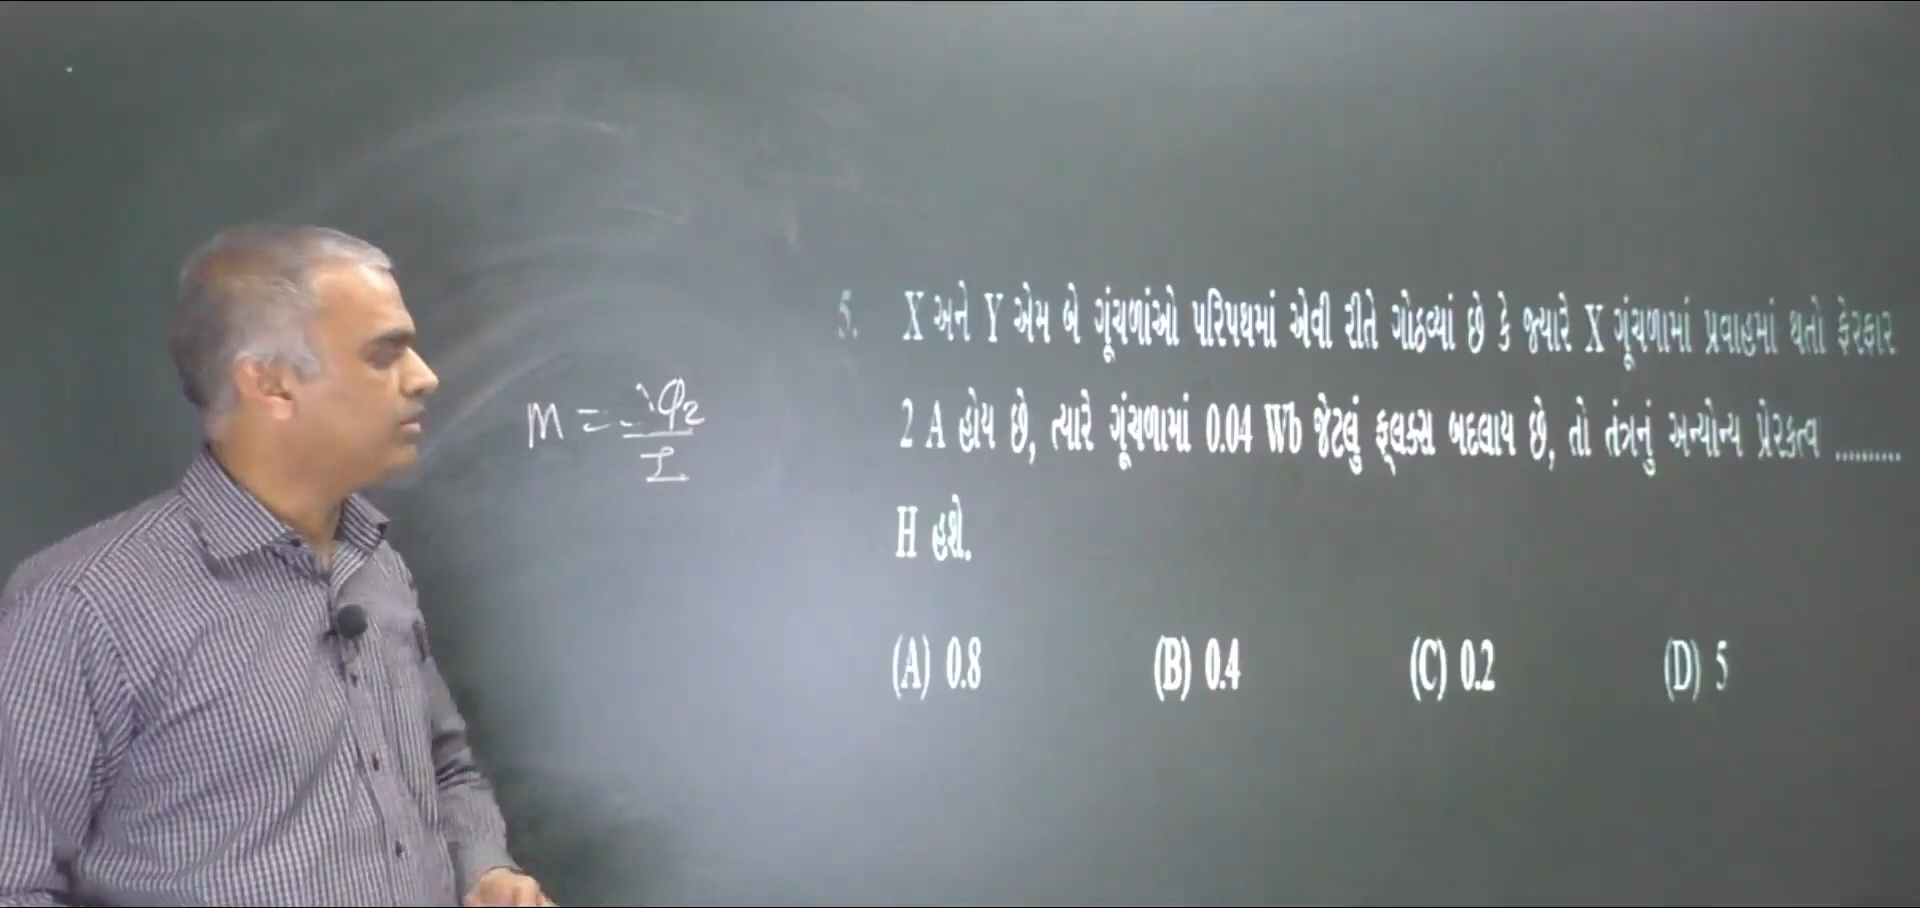 5. X અને Y એમ બે ગૂંચળાંઓ પરિપથમાં એવી રીતે ગોઠવ્યાં છે કે જ્યારે X ગૂંચળામાં પ્રવાહમાં થતો ફેરફાર
2 A હોય છે, ત્યારે ગૂંચળામાં 0.04 Wb જેટલું ફ્લક્સ બદલાય છે, તો તંત્રનું અન્યોન્ય પ્રેરકત્વ ..........
H હશે.
(A) 0.8 (B) 0.4 (C) 0.2 (D) 5
M = φ2
I